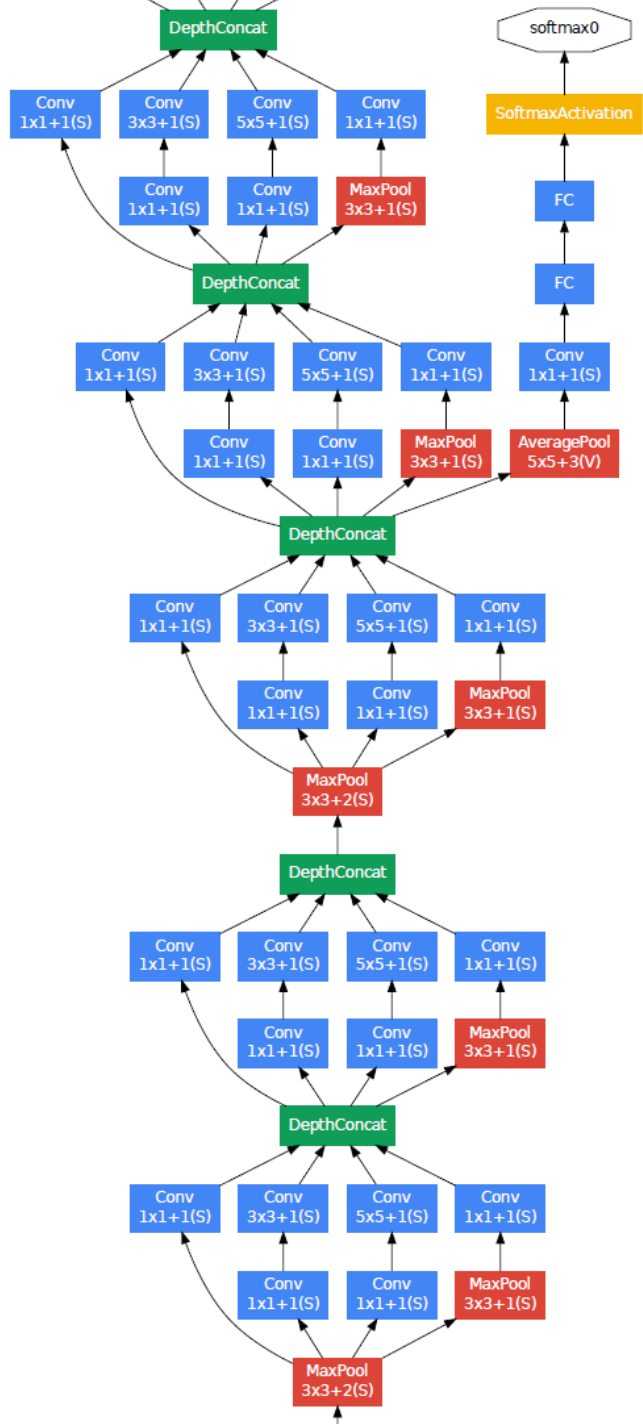 DepthConcat
softmax0
Conv
1x1+1(S)
Conv
3x3+1(S)
Conv
5x5+1(S)
Conv
1x1+1(S)
SoftmaxActivation
Conv
1x1+1(S)
Conv
1x1+1(S)
MaxPool
3x3+1(S)
FC
DepthConcat
FC
Conv
1x1+1(S)
Conv
3x3+1(S)
Conv
5x5+1(S)
Conv
1x1+1(S)
Conv
1x1+1(S)
Conv
1x1+1(S)
Conv
1x1+1(S)
MaxPool
3x3+1(S)
AveragePool
5x5+3(V)
DepthConcat
Conv
1x1+1(S)
Conv
3x3+1(S)
Conv
5x5+1(S)
Conv
1x1+1(S)
Conv
1x1+1(S)
Conv
1x1+1(S)
MaxPool
3x3+1(S)
MaxPool
3x3+2(S)
DepthConcat
Conv
1x1+1(S)
Conv
3x3+1(S)
Conv
5x5+1(S)
Conv
1x1+1(S)
Conv
1x1+1(S)
Conv
1x1+1(S)
MaxPool
3x3+1(S)
DepthConcat
Conv
1x1+1(S)
Conv
3x3+1(S)
Conv
5x5+1(S)
Conv
1x1+1(S)
Conv
1x1+1(S)
Conv
1x1+1(S)
MaxPool
3x3+1(S)
MaxPool
3x3+2(S)